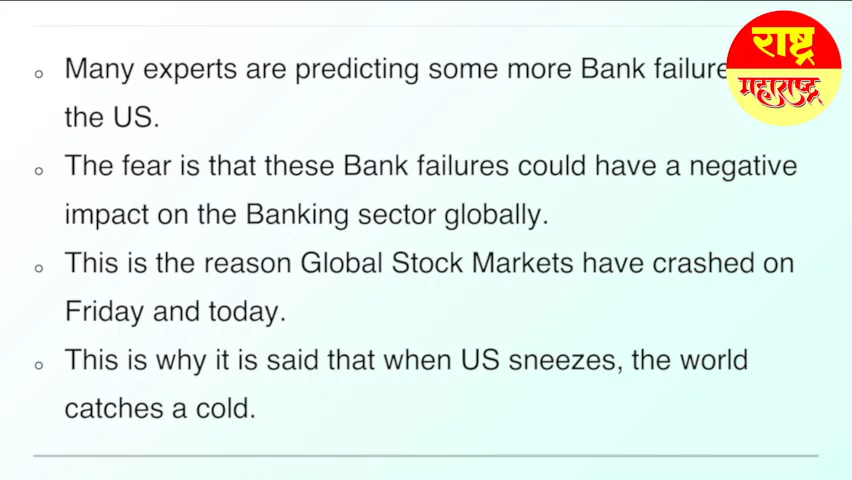 राष्ट्र
महाराष्ट्र
Many experts are predicting some more Bank failure
the US.
The fear is that these Bank failures could have a negative
impact on the Banking sector globally.
This is the reason Global Stock Markets have crashed on
Friday and today.
This is why it is said that when US sneezes, the world
catches a cold.